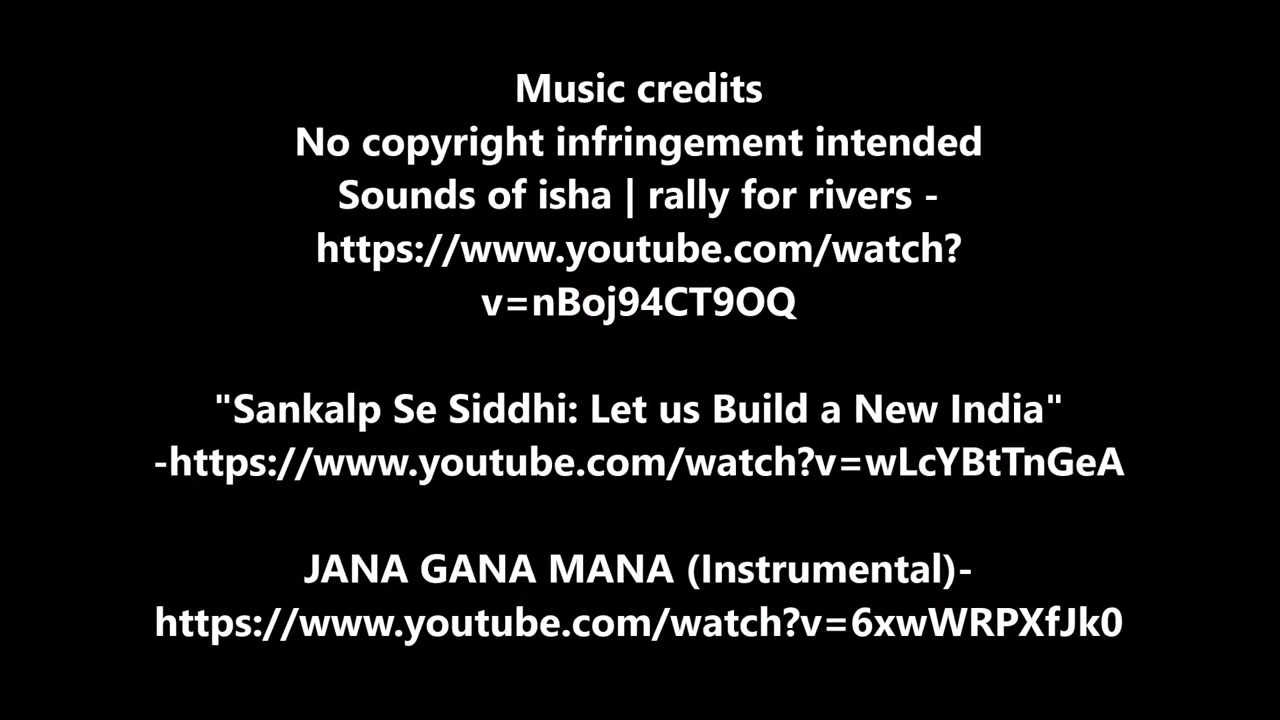 Music credits
No copyright infringement intended
Sounds of isha | rally for rivers -
https://www.youtube.com/watch?
v=nBoj94CT9OQ
"Sankalp Se Siddhi: Let us Build a New India"
-https://www.youtube.com/watch?v=wLcYBtTnGeA
JANA GANA MANA (Instrumental)-
https://www.youtube.com/watch?v=6xwWRPXfJk0